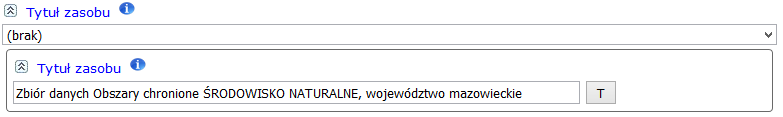 Tytuł zasobu
(brak)
Tytuł zasobu
Zbiór danych Obszary chronione ŚRODOWISKO NATURALNE, województwo mazowieckie T